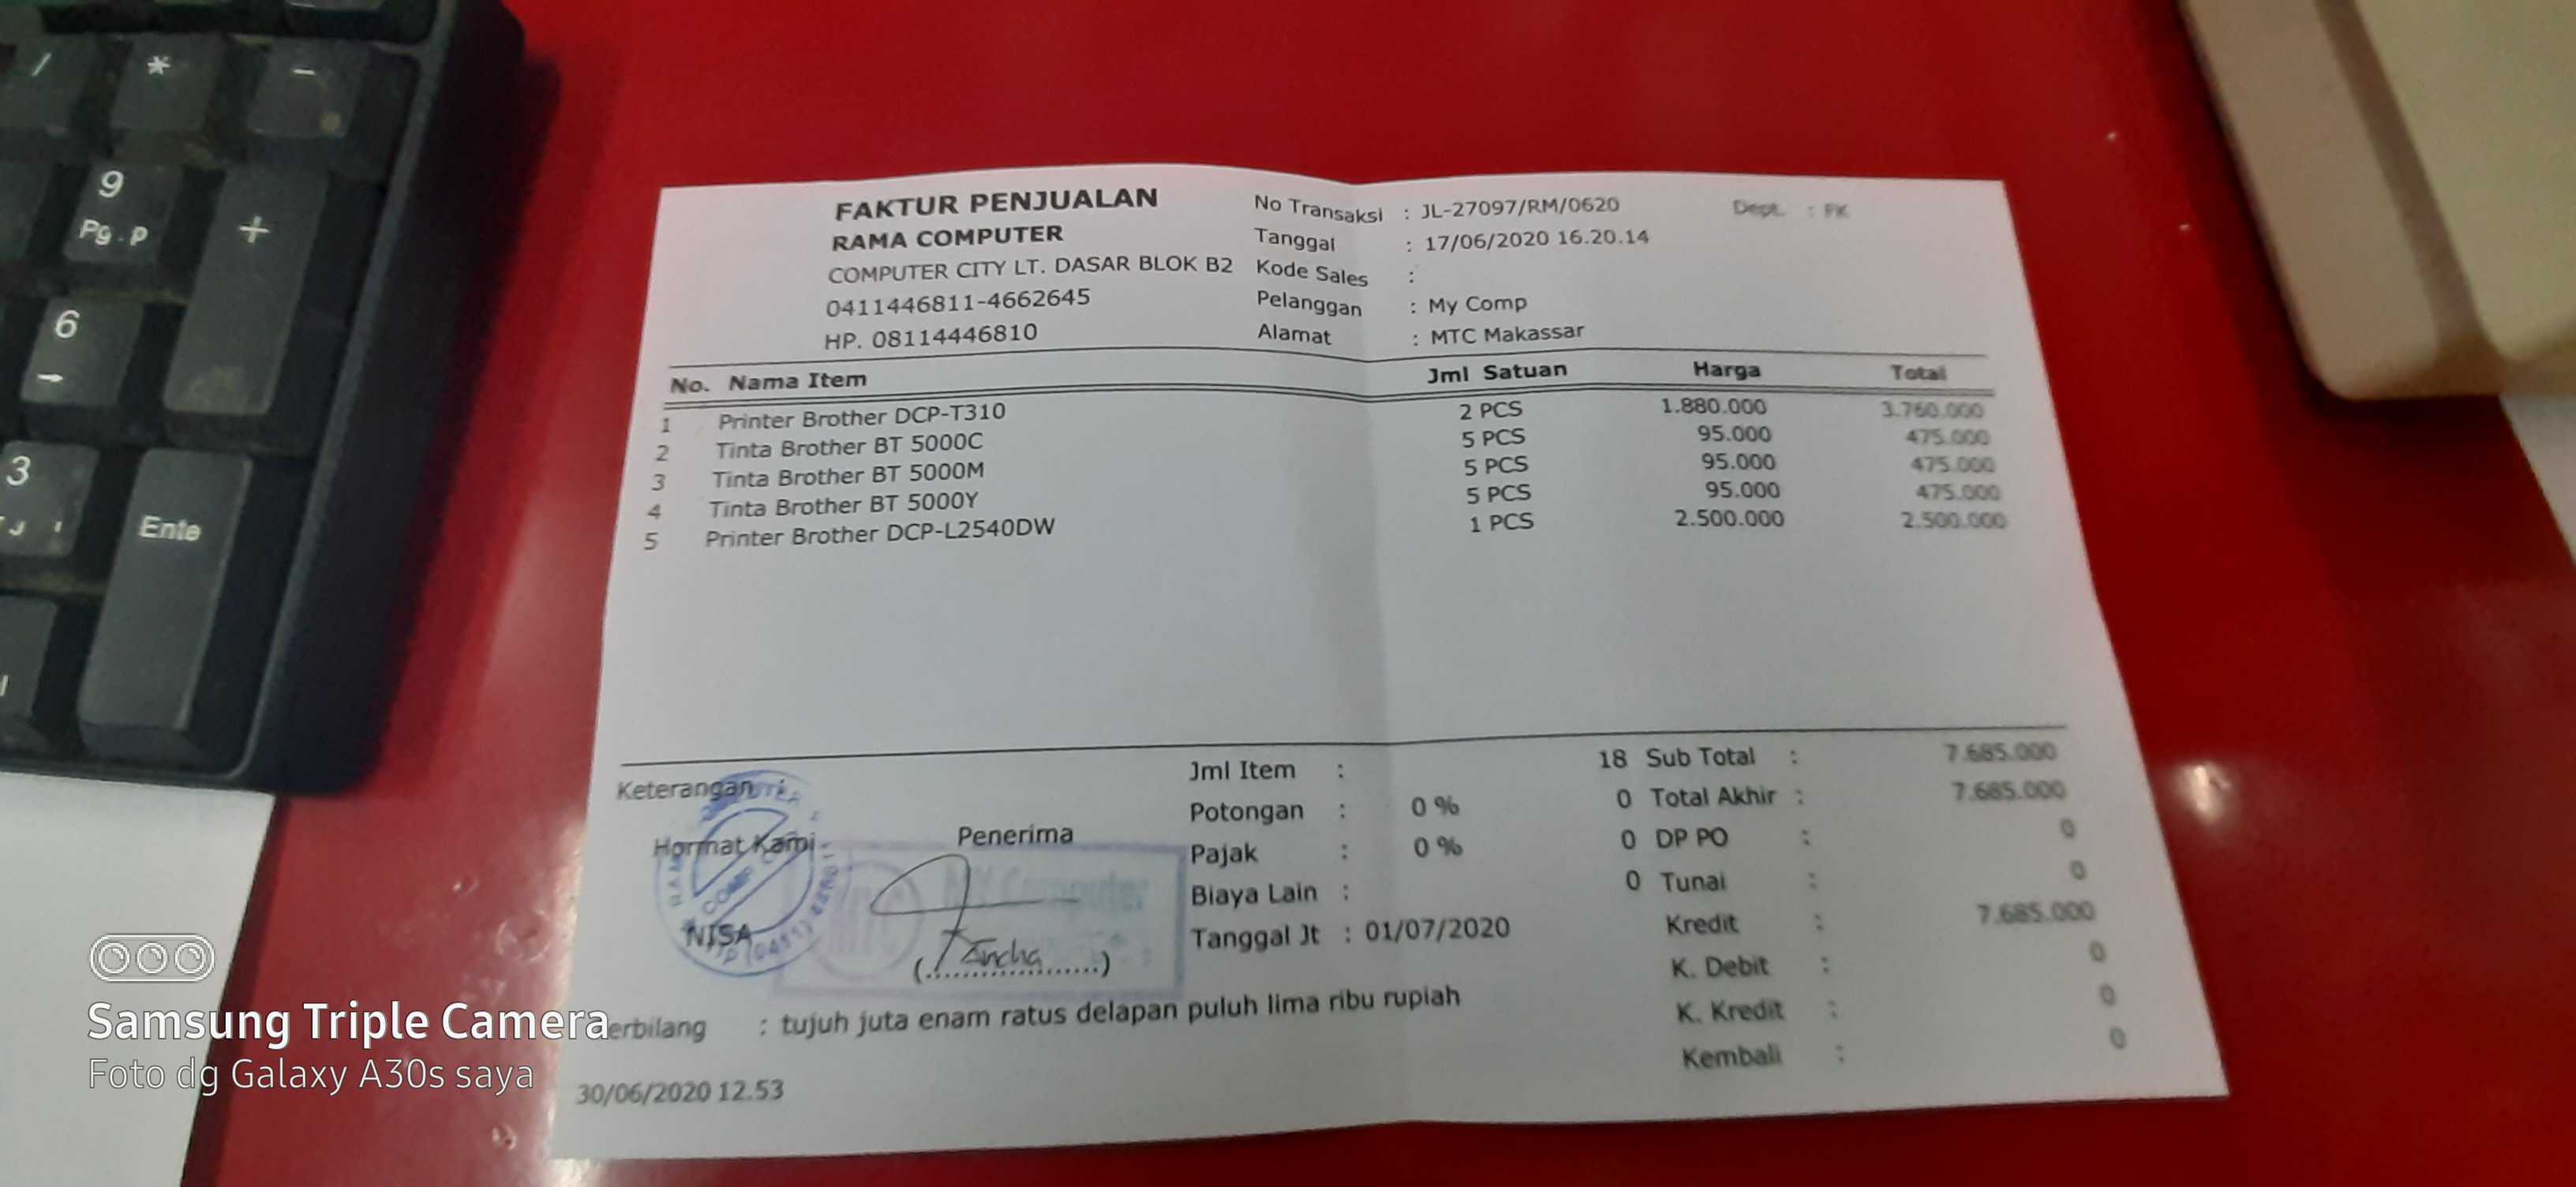 / * -
9
Pg
+
6
3
Ente
FAKTUR PENJUALAN
RAMA COMPUTER
COMPUTER CITY LT. DASAR BLOK B2
0411446811-4662645
HP. 08114446810
No Transaksi : JL-27097/RM/0620
Dept. : FK
Tanggal : 17/06/2020 16.20.14
Kode Sales :
Pelanggan : My Comp
Alamat : MTC Makassar
No. Nama Item Jml Satuan Harga Total
1 Printer Brother DCP-T310 2 PCS 1.880.000 3.760.000
2 Tinta Brother BT 5000C 5 PCS 95.000 475.000
3 Tinta Brother BT 5000M 5 PCS 95.000 475.000
4 Tinta Brother BT 5000Y 5 PCS 95.000 475.000
5 Printer Brother DCP-L2540DW 1 PCS 2.500.000 2.500.000
Keterangan :
Hormat Kami
NISA
Penerima
MY Computer
(Ancha)
Jml Item : 18
Potongan : 0 % 0
Pajak : 0 % 0
Biaya Lain : 0
Tanggal Jt : 01/07/2020
Sub Total : 7.685.000
Total Akhir : 7.685.000
DP PO : 0
Tunai : 0
Kredit : 7.685.000
K. Debit : 0
K. Kredit : 0
Kembali : 0
erbilang : tujuh juta enam ratus delapan puluh lima ribu rupiah
30/06/2020 12.53
Samsung Triple Camera
Foto dg Galaxy A30s saya